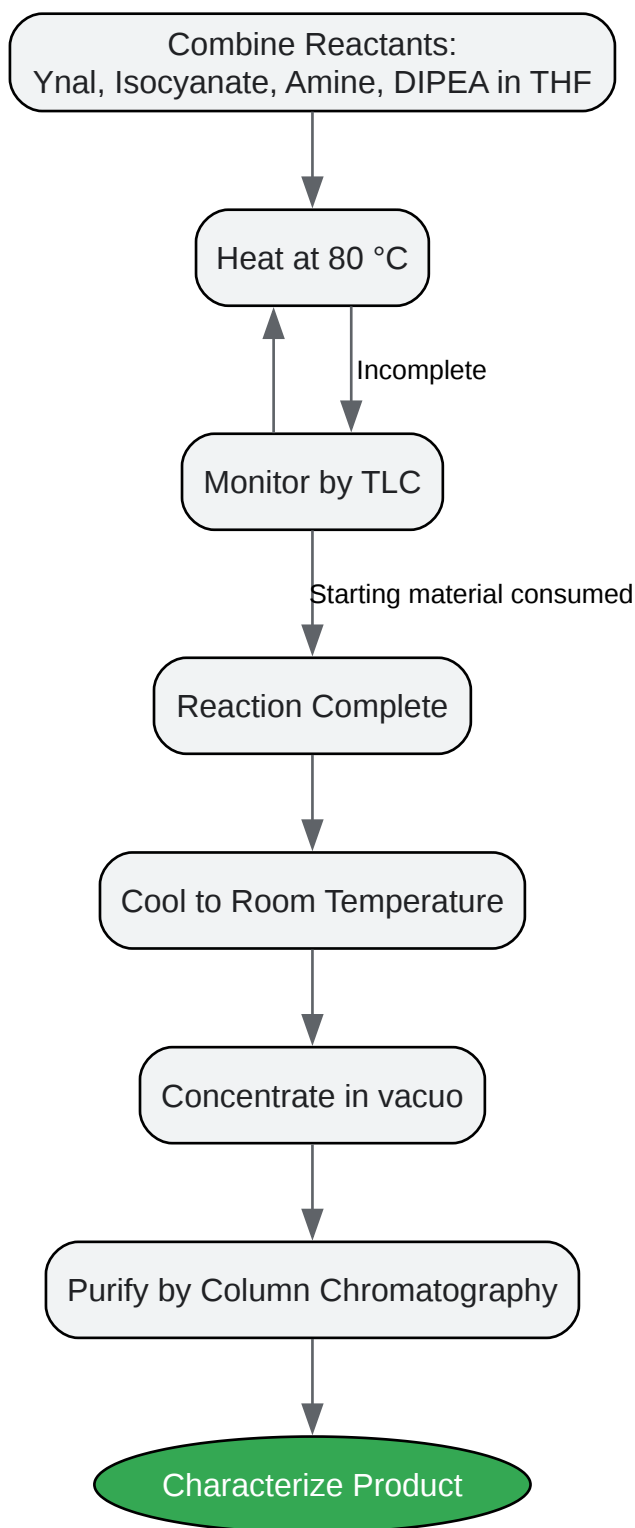 Combine Reactants:
Ynal, Isocyanate, Amine, DIPEA in THF
Heat at 80 °C
Incomplete
Monitor by TLC
Starting material consumed
Reaction Complete
Cool to Room Temperature
Concentrate in vacuo
Purify by Column Chromatography
Characterize Product